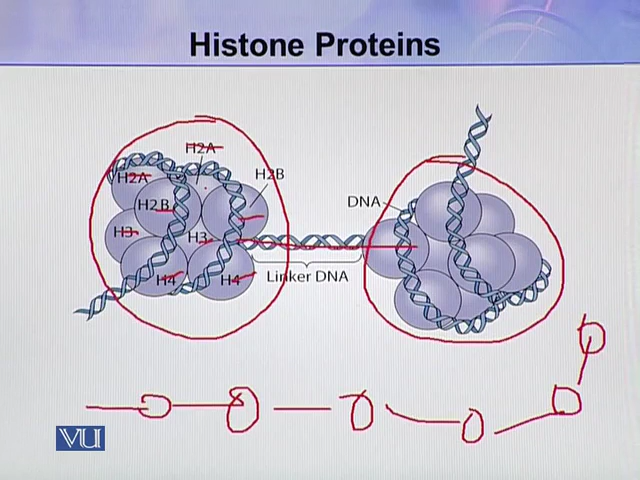 Histone Proteins
H2A
H2A
H2B
H2B
DNA
H3
H3
H4
H4
Linker DNA
VU